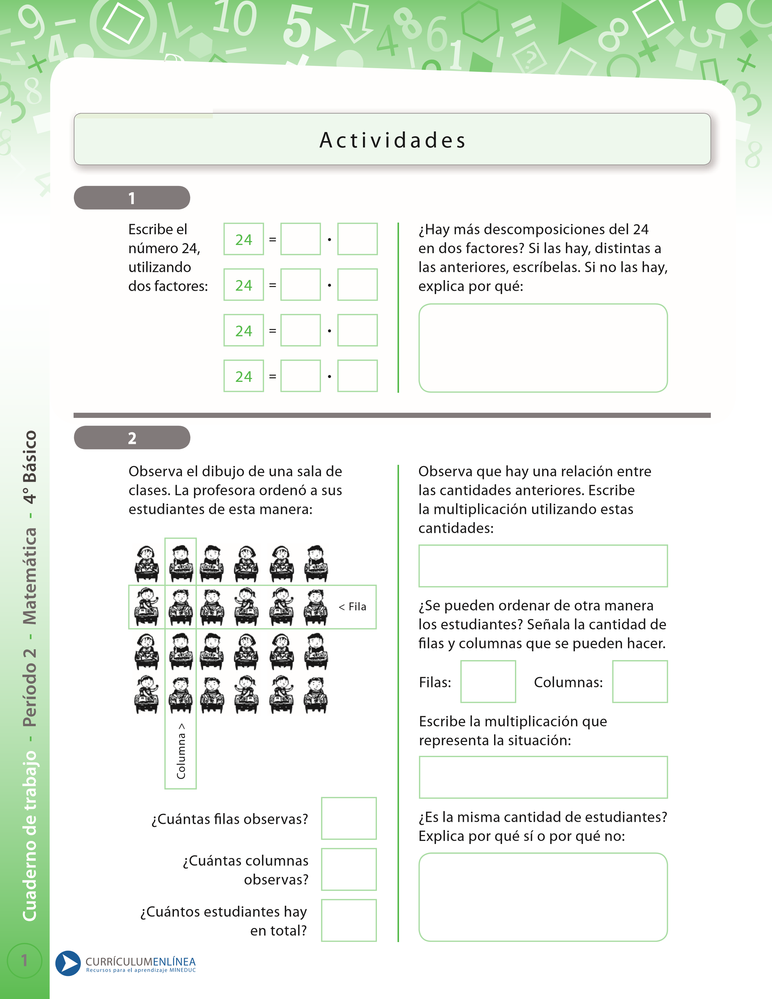 Actividades
1
Escribe el
número 24,
utilizando
dos factores:
24 = ·
24 = ·
24 = ·
24 = ·
¿Hay más descomposiciones del 24
en dos factores? Si las hay, distintas a
las anteriores, escríbelas. Si no las hay,
explica por qué:
2
Observa el dibujo de una sala de
clases. La profesora ordenó a sus
estudiantes de esta manera:
< Fila
Columna >
¿Cuántas filas observas?
¿Cuántas columnas
observas?
¿Cuántos estudiantes hay
en total?
Observa que hay una relación entre
las cantidades anteriores. Escribe
la multiplicación utilizando estas
cantidades:
¿Se pueden ordenar de otra manera
los estudiantes? Señala la cantidad de
filas y columnas que se pueden hacer.
Filas: Columnas:
Escribe la multiplicación que
representa la situación:
¿Es la misma cantidad de estudiantes?
Explica por qué sí o por qué no:
Cuaderno de trabajo - Período 2 - Matemática - 4° Básico
1
CURRÍCULUMENLÍNEA
Recursos para el aprendizaje MINEDUC